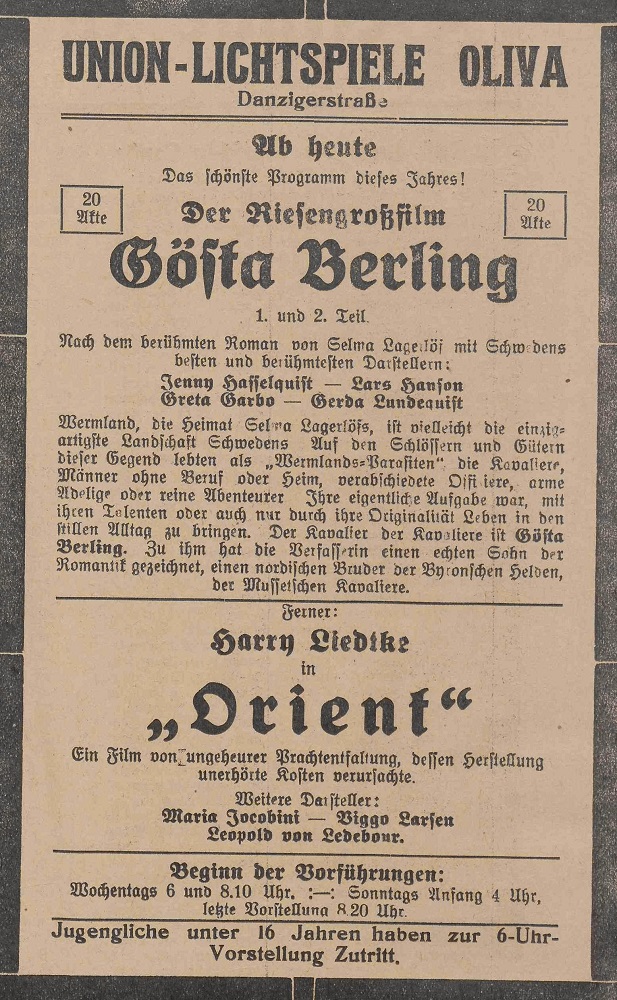 UNION-LICHTSPIELE OLIVA
Danzigerstraße
Ab heute
Das schönste Programm dieses Jahres!
20 Akte
Der Riesengroßfilm
20 Akte
Gösta Berling
1. und 2. Teil.
Nach dem berühmten Roman von Selma Lagerlöf mit Schwedens
besten und berühmtesten Darstellern:
Jenny Hasselquist — Lars Hanson
Greta Garbo — Gerda Lundequist
Wermland, die Heimat Selma Lagerlöfs, ist vielleicht die einzig-
artigste Landschaft Schwedens Auf den Schlössern und Gütern
dieser Gegend lebten als „Wermlands-Parasiten“ die Kavaliere,
Männer ohne Beruf oder Heim, verabschiedete Offiziere, arme
Adelige oder reine Abenteurer Ihre eigentliche Aufgabe war, mit
ihren Talenten oder auch nur durch ihre Originalität Leben in den
stillen Alltag zu bringen. Der Kavalier der Kavaliere ist Gösta
Berling. Zu ihm hat die Verfasserin einen echten Sohn der
Romantik gezeichnet, einen nordischen Bruder der Byronschen Helden,
der Mussetschen Kavaliere.
Ferner:
Harry Liedtke
in
„Orient“
Ein Film von ungeheurer Prachtentfaltung, dessen Herstellung
unerhörte Kosten verursachte.
Weitere Darsteller:
Maria Jocobini — Viggo Larsen
Leopold von Ledebour.
Beginn der Vorführungen:
Wochentags 6 und 8.10 Uhr. :—: Sonntags Anfang 4 Uhr,
letzte Vorstellung 8.20 Uhr.
Jugengliche unter 16 Jahren haben zur 6-Uhr-
Vorstellung Zutritt.